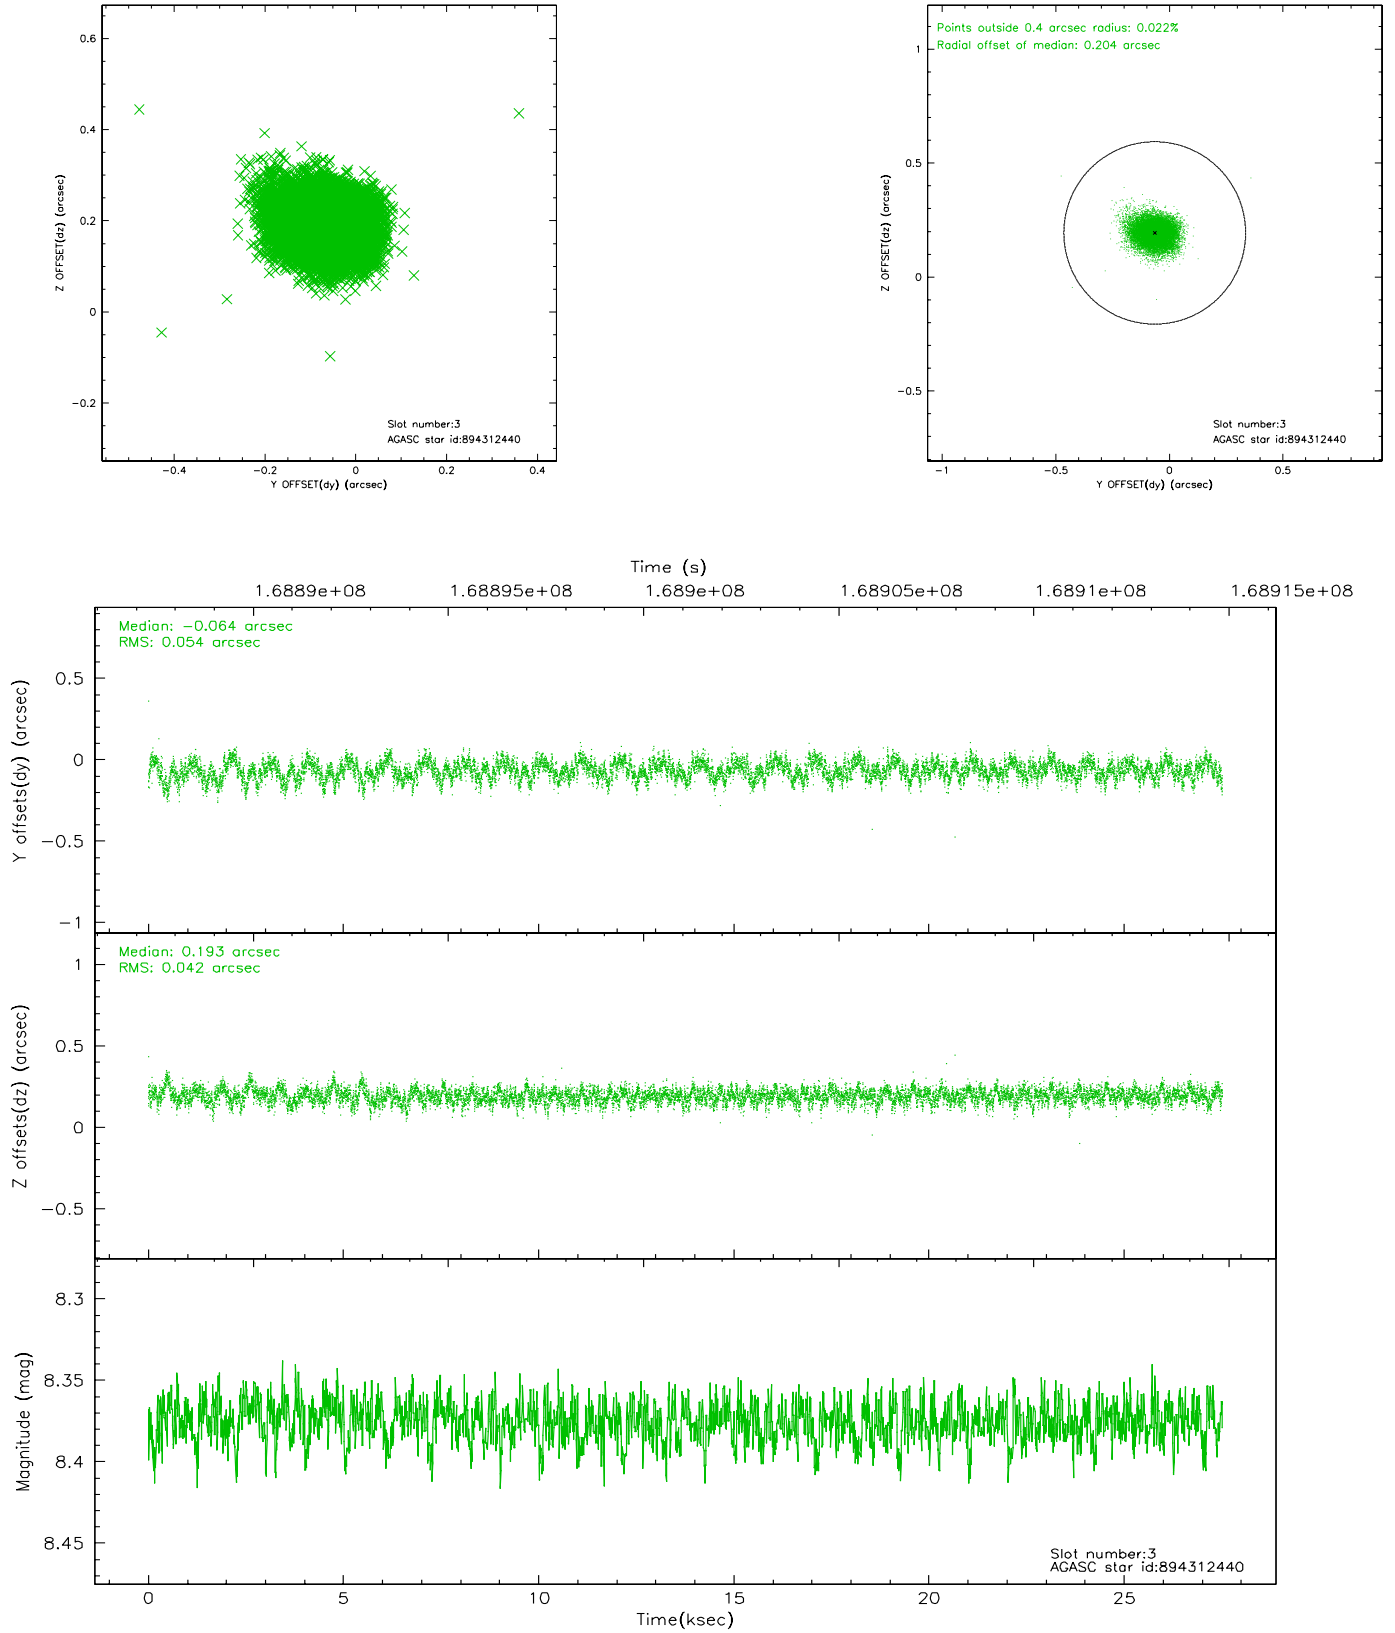 0.6
0.4
0.2
0
−0.2
Z OFFSET(dz) (arcsec)
Slot number:3
AGASC star id:894312440
−0.4 −0.2 0 0.2 0.4
Y OFFSET(dy) (arcsec)
Points outside 0.4 arcsec radius: 0.022%
Radial offset of median: 0.204 arcsec
1
0.5
0
−0.5
Z OFFSET(dz) (arcsec)
Slot number:3
AGASC star id:894312440
−1 −0.5 0 0.5
Y OFFSET(dy) (arcsec)
Time (s)
1.6889e+08 1.68895e+08 1.689e+08 1.68905e+08 1.6891e+08 1.68915e+08
Median: −0.064 arcsec
RMS: 0.054 arcsec
0.5
0
−0.5
−1
Y offsets(dy) (arcsec)
Median: 0.193 arcsec
RMS: 0.042 arcsec
1
0.5
0
−0.5
Z offsets(dz) (arcsec)
8.3
8.35
8.4
8.45
Magnitude (mag)
Slot number:3
AGASC star id:894312440
0 5 10 15 20 25
Time(ksec)